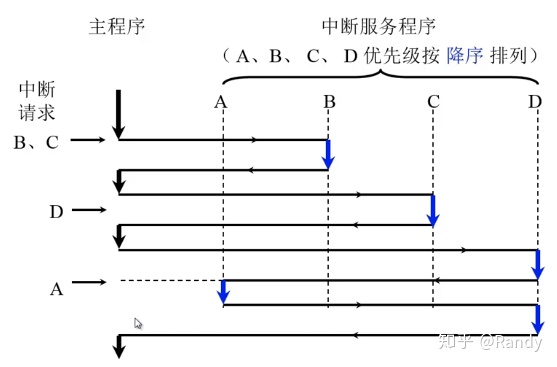 主程序
中断服务程序
（ A、B、 C、 D 优先级按 降序 排列）
中断
请求
A
B
C
D
B、C
D
A
知乎 @Randy